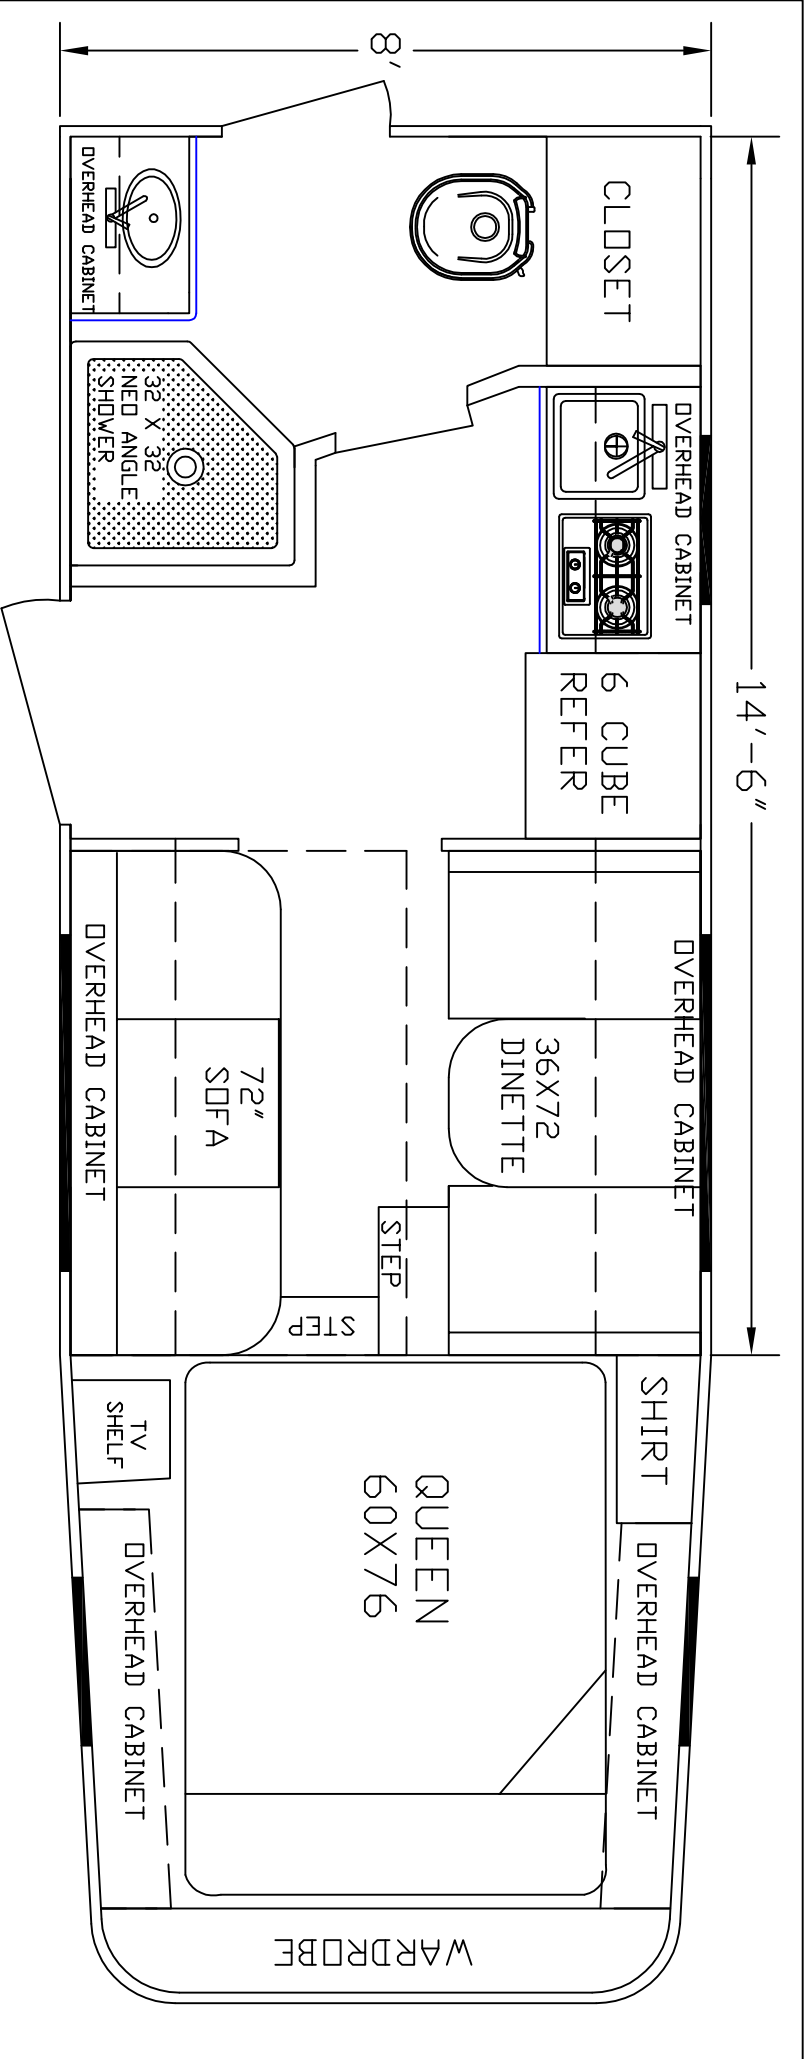 8'
14'-6"
OVERHEAD CABINET
CLOSET
32 X 32
NEO ANGLE
SHOWER
OVERHEAD CABINET
6 CUBE
REFER
OVERHEAD CABINET
72"
SOFA
36X72
DINETTE
OVERHEAD CABINET
STEP
STEP
TV
SHELF
SHIRT
QUEEN
60X76
OVERHEAD CABINET
OVERHEAD CABINET
WARDROBE